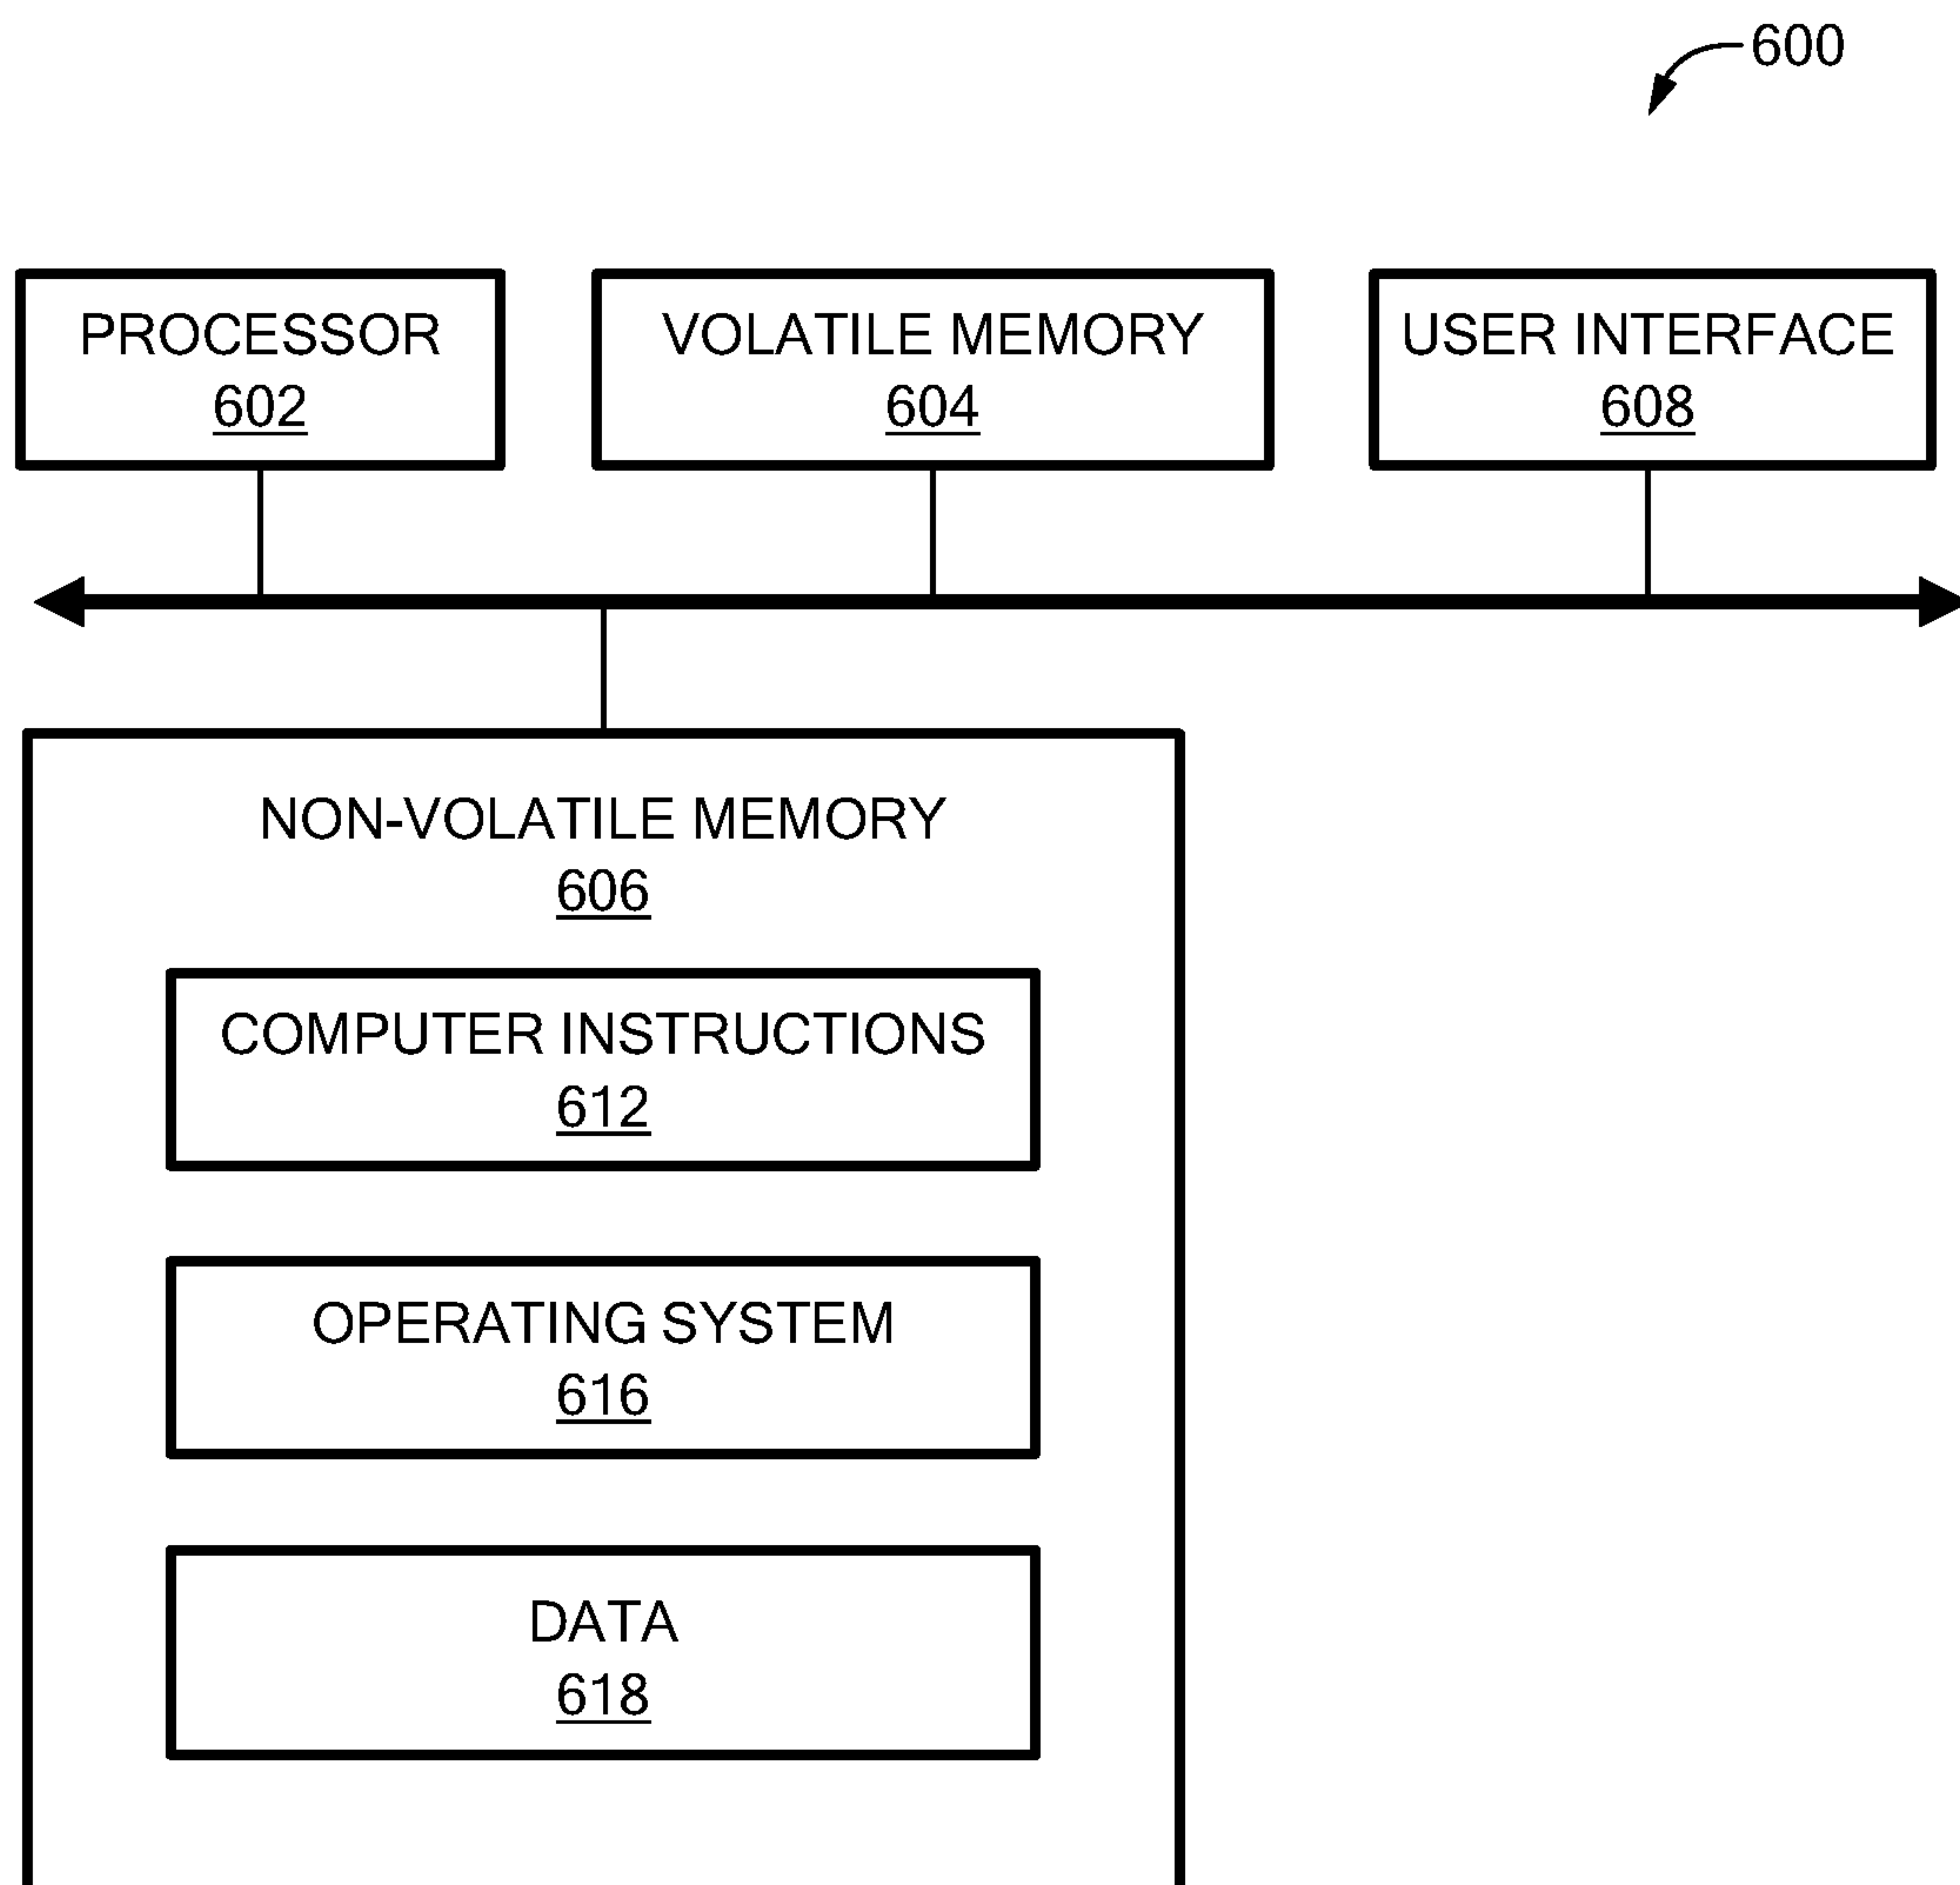 600
PROCESSOR
602
VOLATILE MEMORY
604
USER INTERFACE
608
NON-VOLATILE MEMORY
606
COMPUTER INSTRUCTIONS
612
OPERATING SYSTEM
616
DATA
618